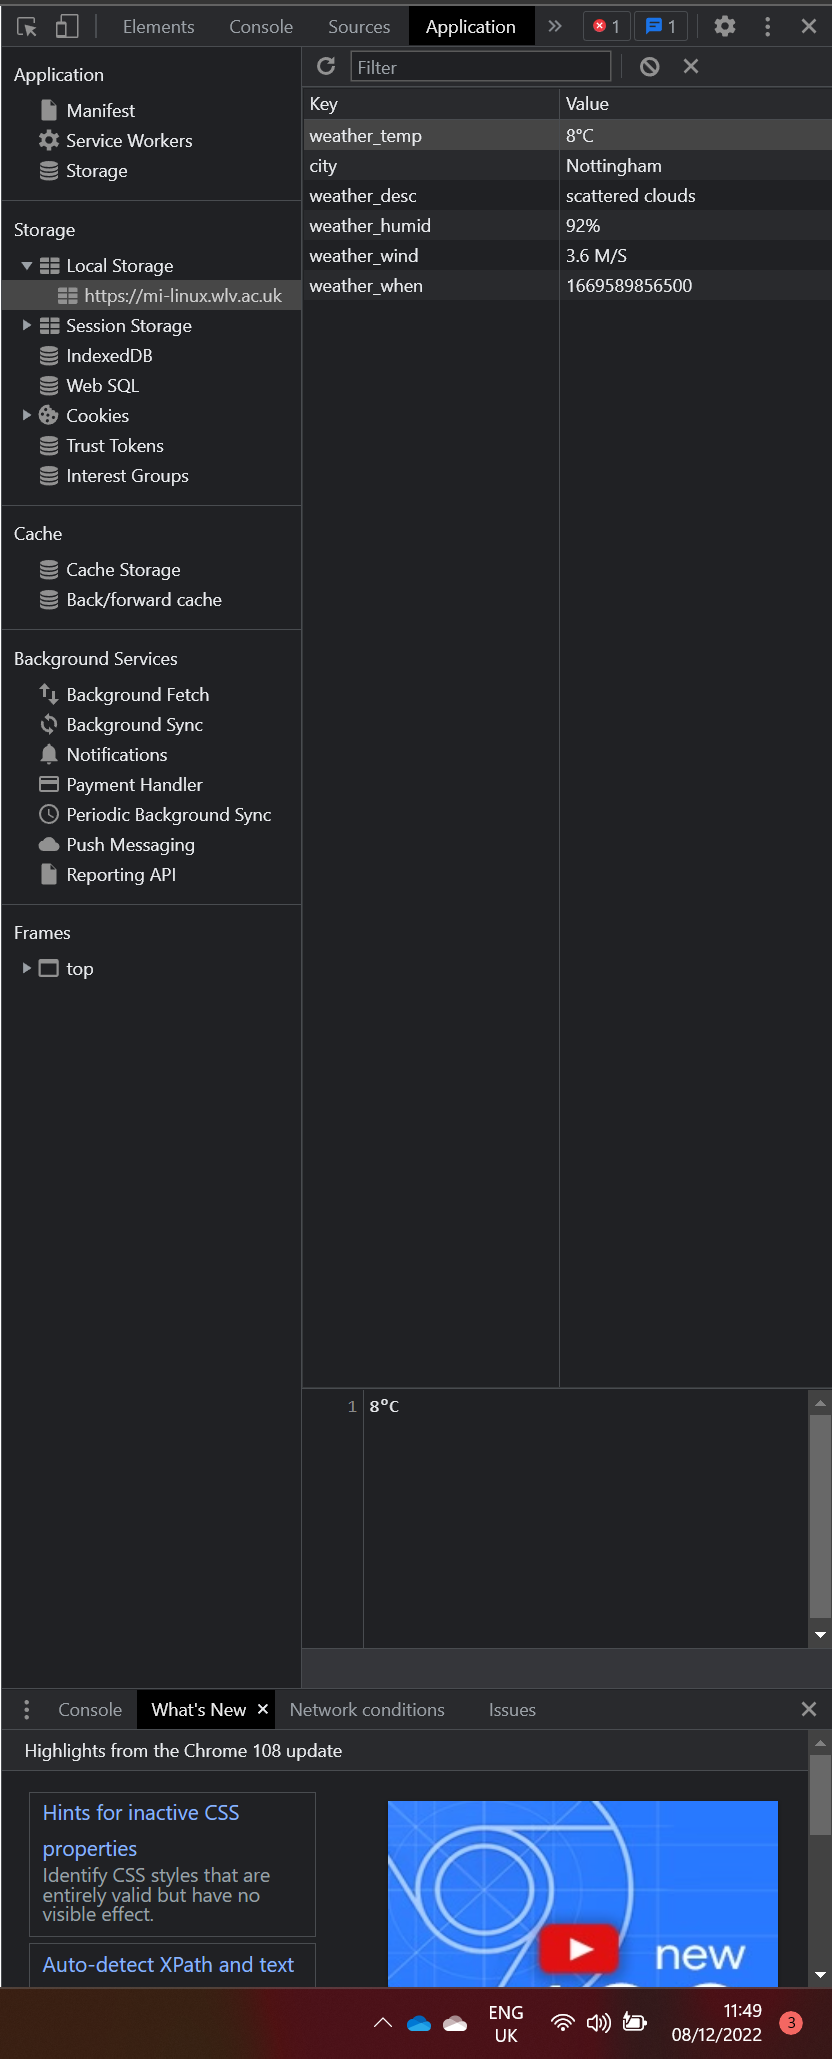 Elements Console Sources Application » 1 1
Application
Manifest
Service Workers
Storage
Storage
Local Storage
https://mi-linux.wlv.ac.uk
Session Storage
IndexedDB
Web SQL
Cookies
Trust Tokens
Interest Groups
Cache
Cache Storage
Back/forward cache
Background Services
Background Fetch
Background Sync
Notifications
Payment Handler
Periodic Background Sync
Push Messaging
Reporting API
Frames
top
Filter
Key Value
weather_temp 8°C
city Nottingham
weather_desc scattered clouds
weather_humid 92%
weather_wind 3.6 M/S
weather_when 1669589856500
1 8°C
Console What's New Network conditions Issues
Highlights from the Chrome 108 update
Hints for inactive CSS
properties
Identify CSS styles that are
entirely valid but have no
visible effect.
Auto-detect XPath and text
new
ENG
UK
11:49
08/12/2022
3